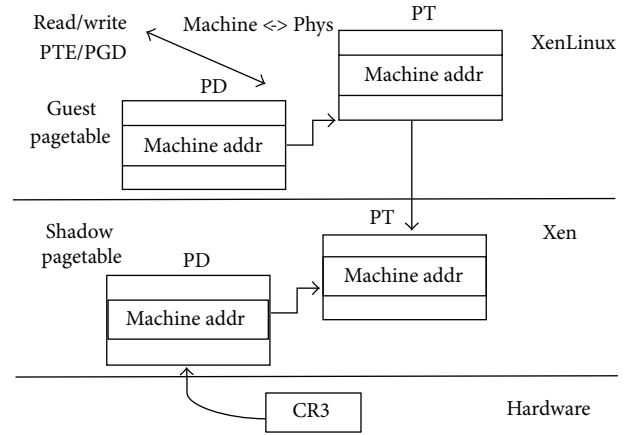 Read/write
PTE/PGD
Machine <-> Phys
PT
XenLinux
Machine addr
PD
Guest
pagetable
Machine addr
PT
Xen
Shadow
pagetable
Machine addr
PD
Machine addr
CR3
Hardware